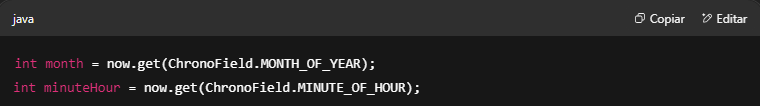 java
Copiar
Editar
int month = now.get(ChronoField.MONTH_OF_YEAR);
int minuteHour = now.get(ChronoField.MINUTE_OF_HOUR);